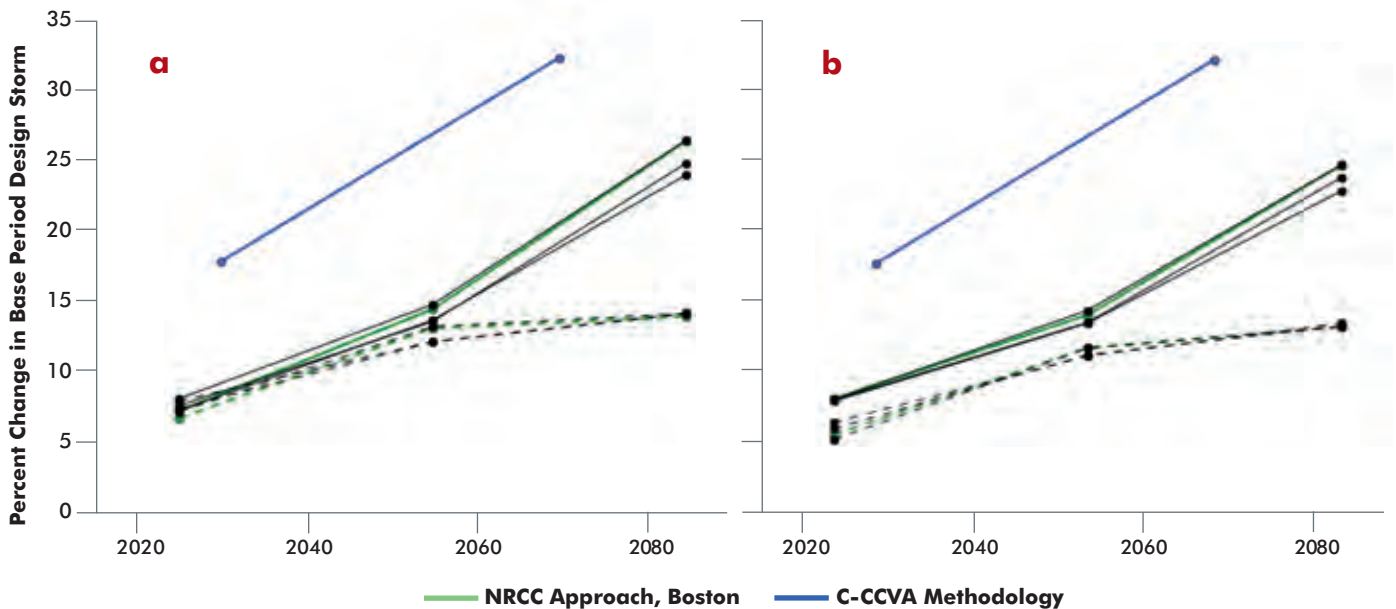 Percent Change in Base Period Design Storm
35
30
25
20
15
10
5
0
a
b
2020 2040 2060 2080
2020 2040 2060 2080
NRCC Approach, Boston C-CCVA Methodology